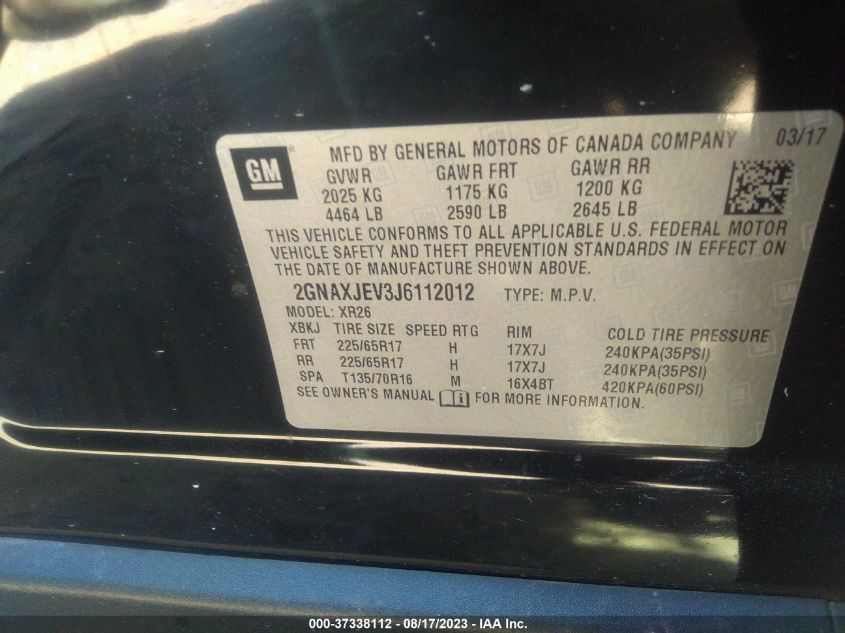 GM
MFD BY GENERAL MOTORS OF CANADA COMPANY 03/17
GVWR GAWR FRT GAWR RR
2025 KG 1175 KG 1200 KG
4464 LB 2590 LB 2645 LB
THIS VEHICLE CONFORMS TO ALL APPLICABLE U.S. FEDERAL MOTOR
VEHICLE SAFETY AND THEFT PREVENTION STANDARDS IN EFFECT ON
THE DATE OF MANUFACTURE SHOWN ABOVE.
2GNAXJEV3J6112012 TYPE: M.P.V.
MODEL: XR26
XBKJ TIRE SIZE SPEED RTG RIM COLD TIRE PRESSURE
FRT 225/65R17 H 17X7J 240KPA(35PSI)
RR 225/65R17 H 17X7J 240KPA(35PSI)
SPA T135/70R16 M 16X4BT 420KPA(60PSI)
SEE OWNER'S MANUAL FOR MORE INFORMATION.
000-37338112 - 08/17/2023 - IAA Inc.